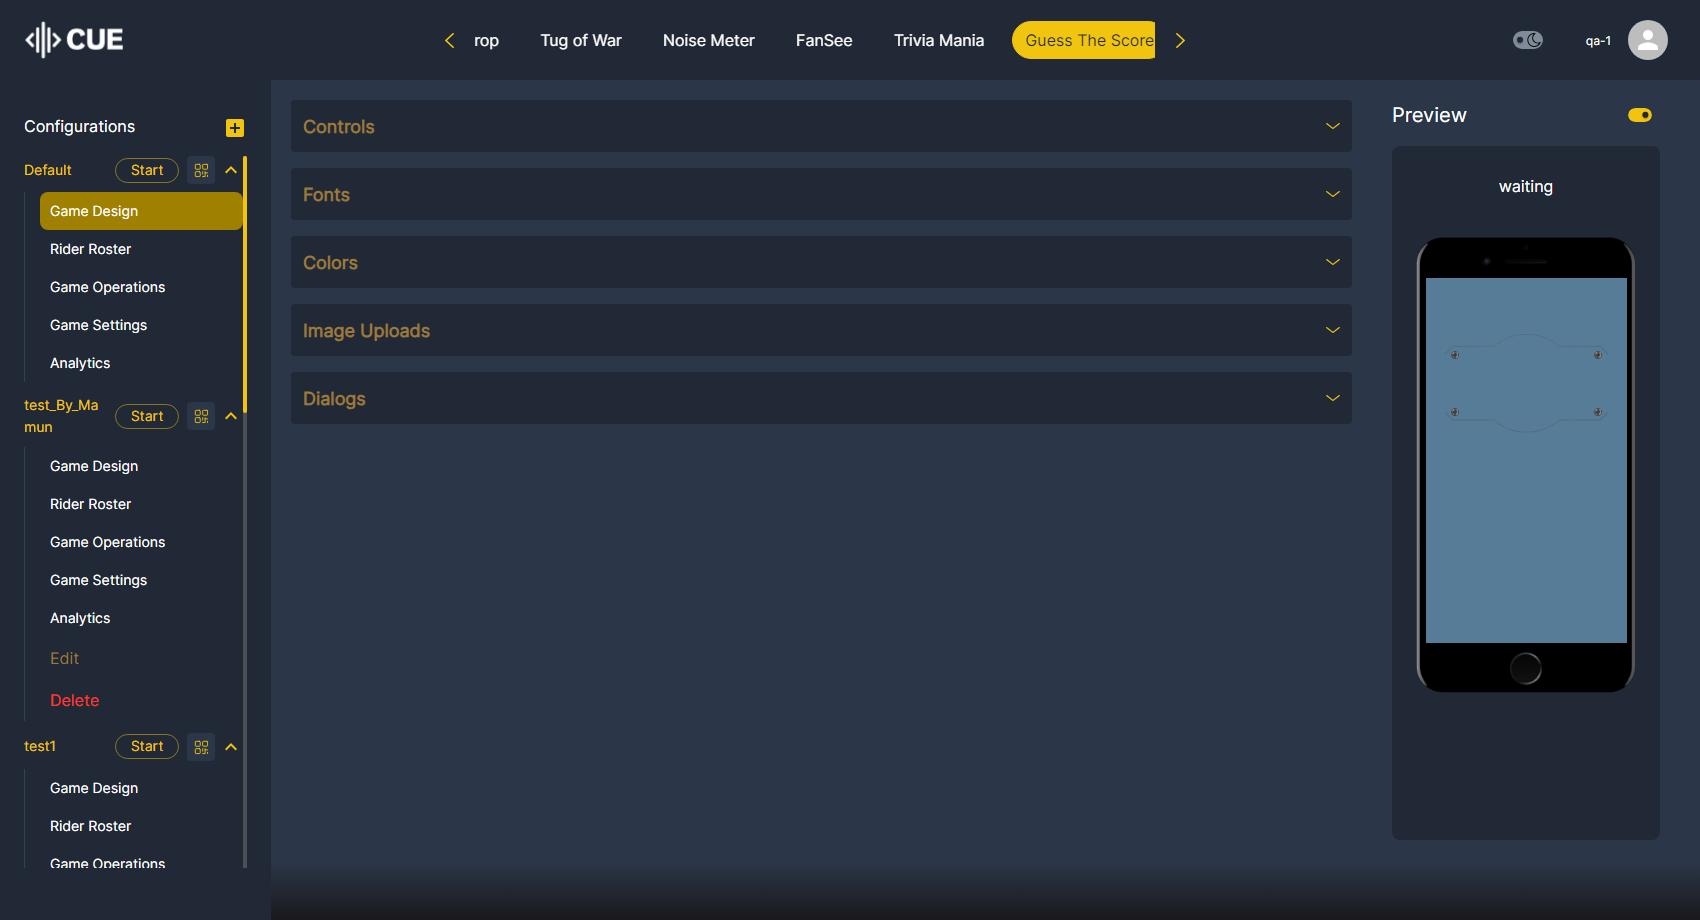 CUE
rop
Tug of War
Noise Meter
FanSee
Trivia Mania
Guess The Score
qa-1
Configurations
Default
Start
Game Design
Rider Roster
Game Operations
Game Settings
Analytics
test_By_Ma
mun
Start
Game Design
Rider Roster
Game Operations
Game Settings
Analytics
Edit
Delete
test1
Start
Game Design
Rider Roster
Game Operations
Controls
Fonts
Colors
Image Uploads
Dialogs
Preview
waiting